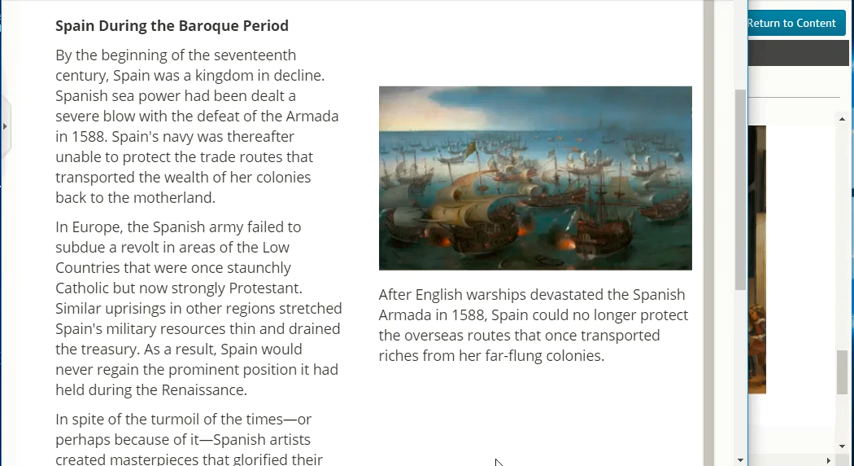 Spain During the Baroque Period
Return to Content
By the beginning of the seventeenth
century, Spain was a kingdom in decline.
Spanish sea power had been dealt a
severe blow with the defeat of the Armada
in 1588. Spain's navy was thereafter
unable to protect the trade routes that
transported the wealth of her colonies
back to the motherland.
In Europe, the Spanish army failed to
subdue a revolt in areas of the Low
Countries that were once staunchly
Catholic but now strongly Protestant.
Similar uprisings in other regions stretched
Spain's military resources thin and drained
the treasury. As a result, Spain would
never regain the prominent position it had
held during the Renaissance.
In spite of the turmoil of the times—or
perhaps because of it—Spanish artists
created masterpieces that glorified their
After English warships devastated the Spanish
Armada in 1588, Spain could no longer protect
the overseas routes that once transported
riches from her far-flung colonies.